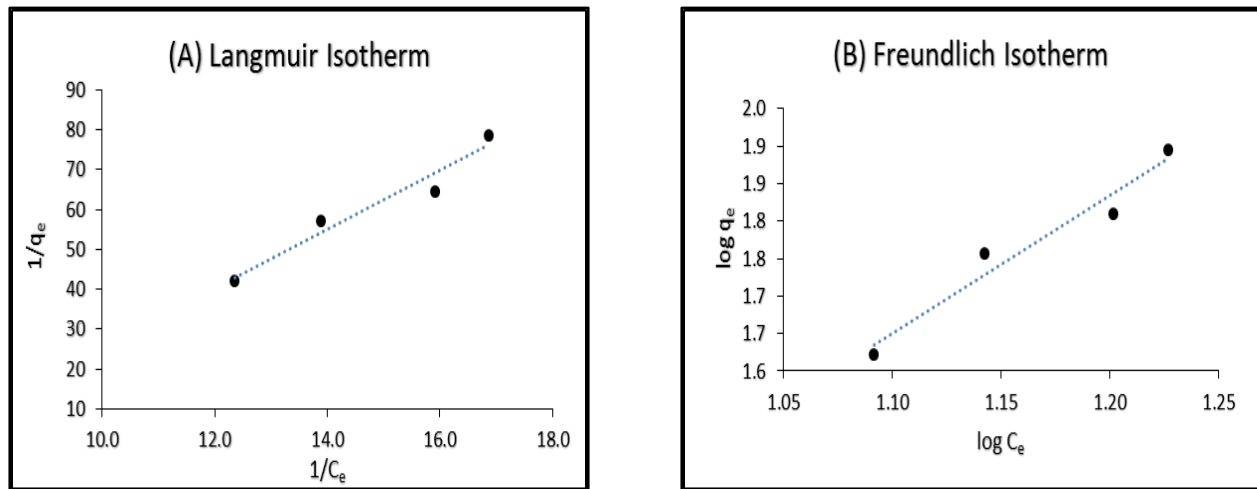 (A) Langmuir Isotherm
90
80
70
60
50
40
30
20
10
1/qₑ
10.0 12.0 14.0 16.0 18.0
1/Cₑ
(B) Freundlich Isotherm
2.0
1.9
1.9
1.8
1.8
1.7
1.7
1.6
log qₑ
1.05 1.10 1.15 1.20 1.25
log Cₑ